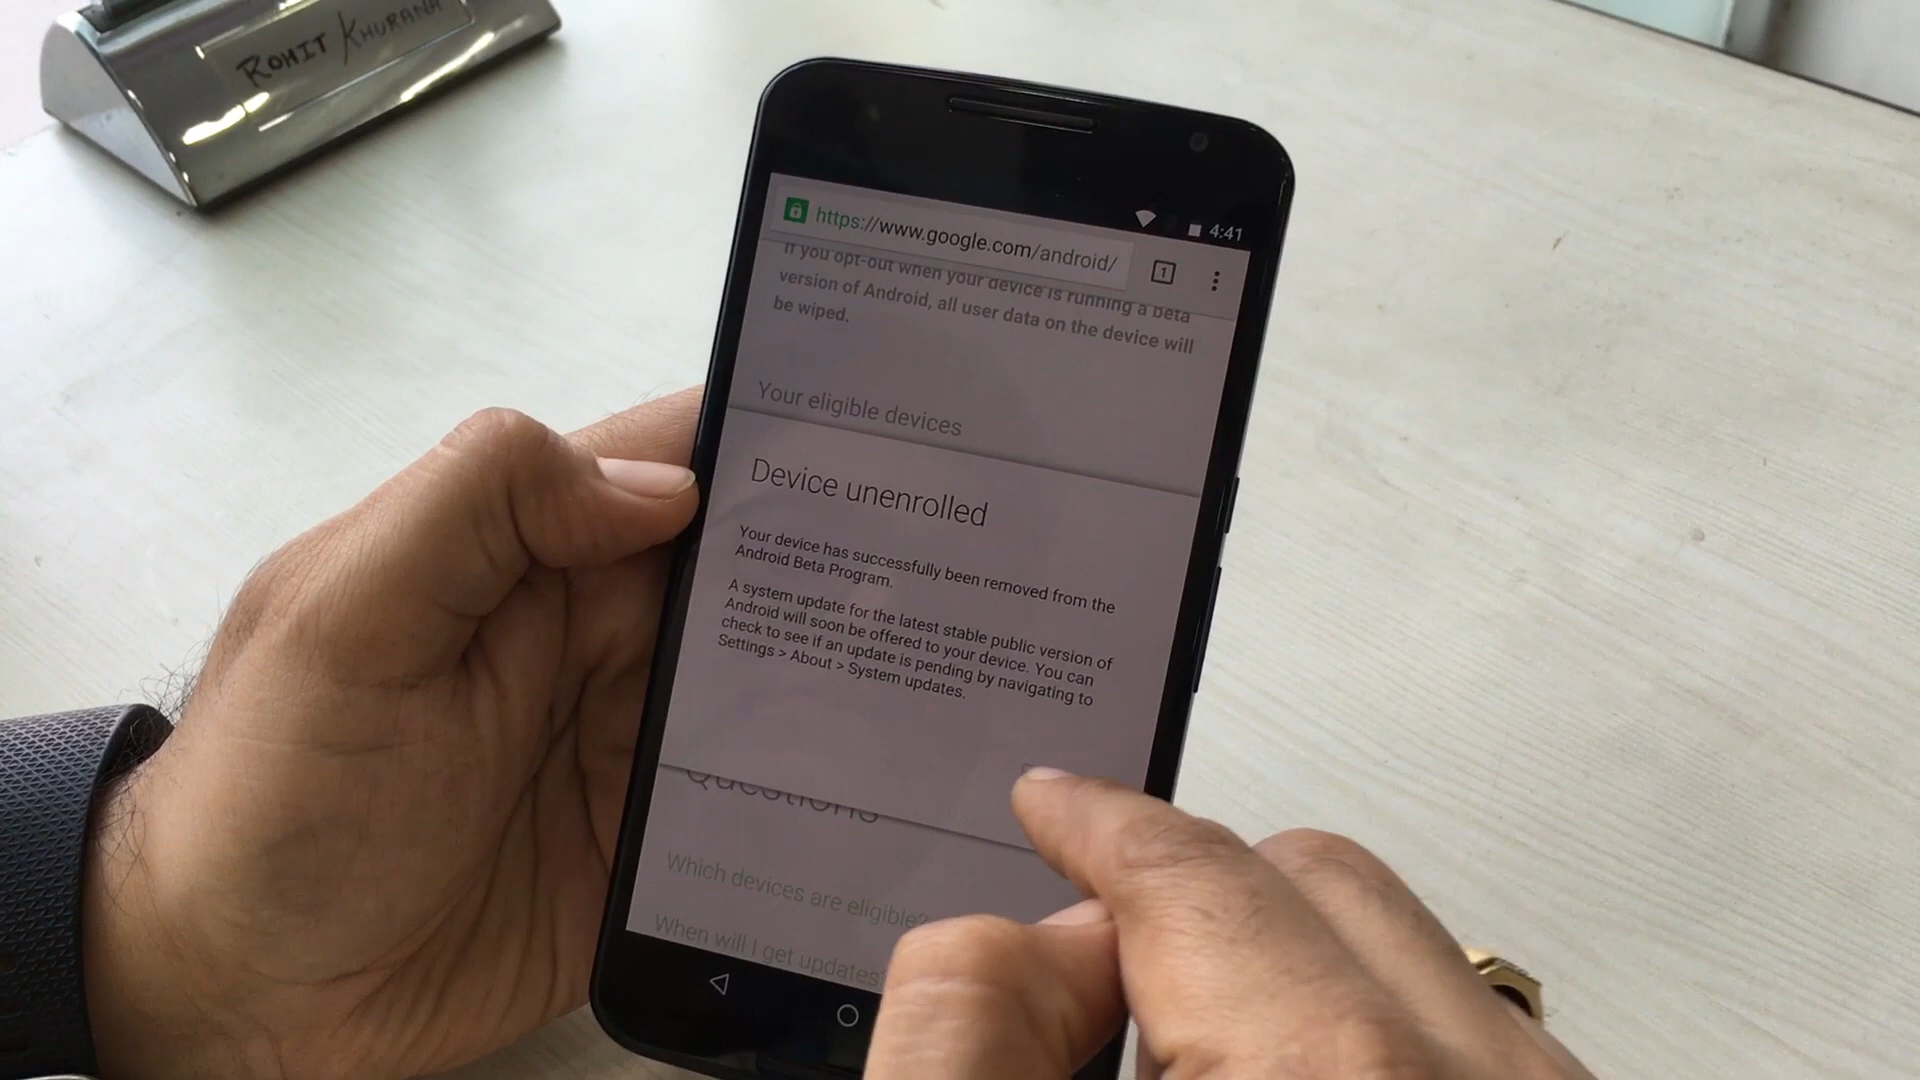 ROHIT KHURANA
4:41
https://www.google.com/android/
1
If you opt-out when your device is running a beta
version of Android, all user data on the device will
be wiped.
Your eligible devices
Device unenrolled
Your device has successfully been removed from the
Android Beta Program.
A system update for the latest stable public version of
Android will soon be offered to your device. You can
check to see if an update is pending by navigating to
Settings > About > System updates.
Questions
Which devices are eligible?
When will I get updates?